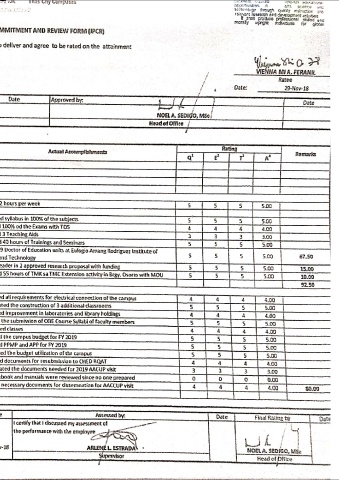 MMITMENT AND REVIEW FORM (IPCR)
o deliver and agree to be rated on the attainment
VIENNA MI A. FERANIL
Ratee
Date: 29-Nov-18
Date Approved by: Date
NOEL A. SEDIGO, MSc
Head of Office
Actual Accomplishments Rating Remarks
Q¹ E² T³ A⁴
2 hours per week 5 5 5 5.00
d syllabus in 100% of the subjects 5 5 5 5.00
100% od the Exams with TOS 4 4 4 4.00
3 Teaching Aids 3 3 3 3.00
40 hours of Trainings and Seminars 5 5 5 5.00
Doctor of Education units at Eulogio Amang Rodriguez Institute of
nd Technology 5 5 5 5.00 67.50
eader in 2 approved research proposal with funding 5 5 5 5.00 15.00
55 hours of TMK sa TMC Extension activity in Brgy. Osorio with MOU 5 5 5 5.00 10.00
92.50
ed all requirements for electrical connection of the campus 4 4 4 4.00
ated the construction of 3 additional classrooms 5 5 5 5.00
ed improvement in laboratories and library holdings 4 4 4 4.00
the submission of OBE Course Syllabi of faculty members 5 5 5 5.00
ed classes 4 4 4 4.00
the campus budget for FY 2019 5 5 5 5.00
PPMP and APP for FY 2019 5 5 5 5.00
ed the budget utilization of the campus 5 5 5 5.00
ed documents for resubmission to CHED RQAT 4 4 4 4.00
ated the documents needed for 2019 AACCUP visit 3 3 3 3.00
book and manuals were reviewed since no one prepared 0 0 0 0.00
necessary documents for dissemination for AACCUP visit 4 4 4 4.00 80.00
Assessed by: Date Final Rating by Date
I certify that I discussed my assessment of
the performance with the employee
ARLENE L. ESTRADA
Supervisor
NOEL A. SEDIGO, MSc
Head of Office